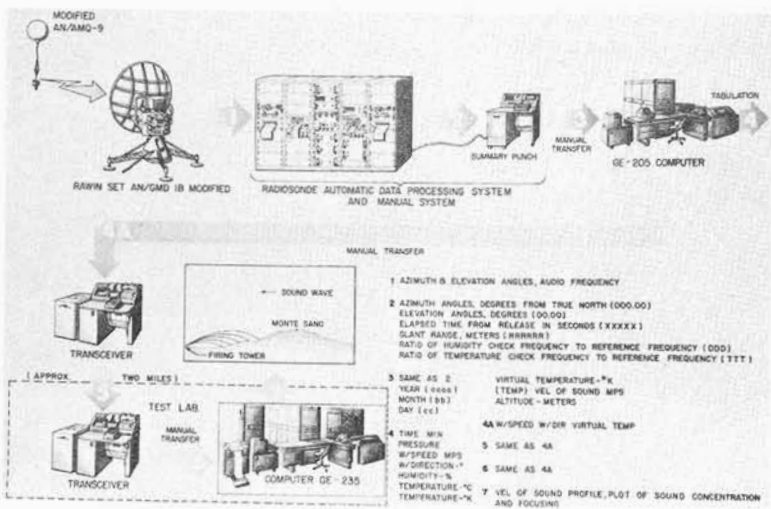 MODIFIED
AN/AMQ-9
RAWIN SET AN/GMD IB MODIFIED
RADIOSONDE AUTOMATIC DATA PROCESSING SYSTEM
AND MANUAL SYSTEM
SUMMARY PUNCH
MANUAL
TRANSFER
GE-205 COMPUTER
TABULATION
MANUAL TRANSFER
TRANSCEIVER
SOUND WAVE
MONTE SANO
FIRING TOWER
(APPROX. TWO MILES)
TEST LAB.
TRANSCEIVER
MANUAL
TRANSFER
COMPUTER GE-235
1 AZIMUTH & ELEVATION ANGLES, AUDIO FREQUENCY
2 AZIMUTH ANGLES, DEGREES FROM TRUE NORTH (DDD.DD)
ELEVATION ANGLES, DEGREES (DD.DD)
ELAPSED TIME FROM RELEASE IN SECONDS (XXXXX)
SLANT RANGE, METERS (RRRRRR)
RATIO OF HUMIDITY CHECK FREQUENCY TO REFERENCE FREQUENCY (DDD)
RATIO OF TEMPERATURE CHECK FREQUENCY TO REFERENCE FREQUENCY (TTT)
3 SAME AS 2
YEAR (aaaa)
MONTH (bb)
DAY (cc)
4 TIME MIN
PRESSURE
W/SPEED MPS
W/DIRECTION-°
HUMIDITY-%
TEMPERATURE-°C
TEMPERATURE-°K
VIRTUAL TEMPERATURE-°K
(TEMP) VEL OF SOUND MPS
ALTITUDE-METERS
4A W/SPEED W/DIR VIRTUAL TEMP
5 SAME AS 4A
6 SAME AS 4A
7 VEL OF SOUND PROFILE, PLOT OF SOUND CONCENTRATION
AND FOCUSING